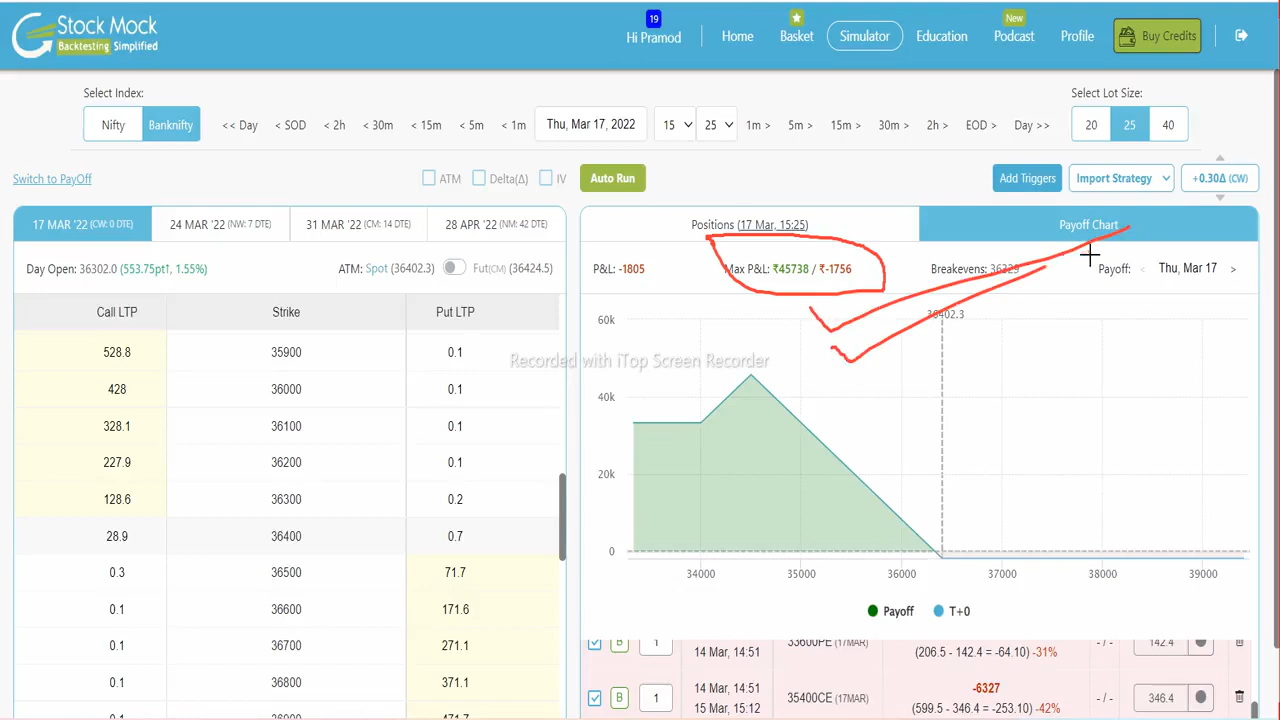 Stock Mock
Backtesting Simplified
19
Hi Pramod
Home
Basket
Simulator
Education
New
Podcast
Profile
Buy Credits
Select Index:
Select Lot Size:
Nifty
Banknifty
<< Day
< SOD
< 2h
< 30m
< 15m
< 5m
< 1m
Thu, Mar 17, 2022
15
25
1m >
5m >
15m >
30m >
2h >
EOD >
Day >>
20
25
40
Switch to PayOff
ATM
Delta(Δ)
IV
Auto Run
Add Triggers
Import Strategy
+0.30Δ (CW)
17 MAR '22 (CW: 0 DTE)
24 MAR '22 (NW: 7 DTE)
31 MAR '22 (CM: 14 DTE)
28 APR '22 (NM: 42 DTE)
Positions (17 Mar, 15:25)
Payoff Chart
Day Open: 36302.0 (553.75pt↑, 1.55%)
ATM: Spot (36402.3)
Fut(CM) (36424.5)
P&L: -1805
Max P&L: ₹45738 / ₹-1756
Breakevens: 36329
Payoff: < Thu, Mar 17 >
Call LTP Strike Put LTP
528.8 35900 0.1
428 36000 0.1
328.1 36100 0.1
227.9 36200 0.1
128.6 36300 0.2
28.9 36400 0.7
0.3 36500 71.7
0.1 36600 171.6
0.1 36700 271.1
0.1 36800 371.1
36402.3
60k
40k
20k
0
34000 35000 36000 37000 38000 39000
Payoff T+0
Recorded with iTop Screen Recorder
B 1
14 Mar, 14:51
33600PE (17MAR)
(206.5 - 142.4 = -64.10) -31%
- / -
142.4
B 1
14 Mar, 14:51
15 Mar, 15:12
35400CE (17MAR)
-6327
(599.5 - 346.4 = -253.10) -42%
- / -
346.4